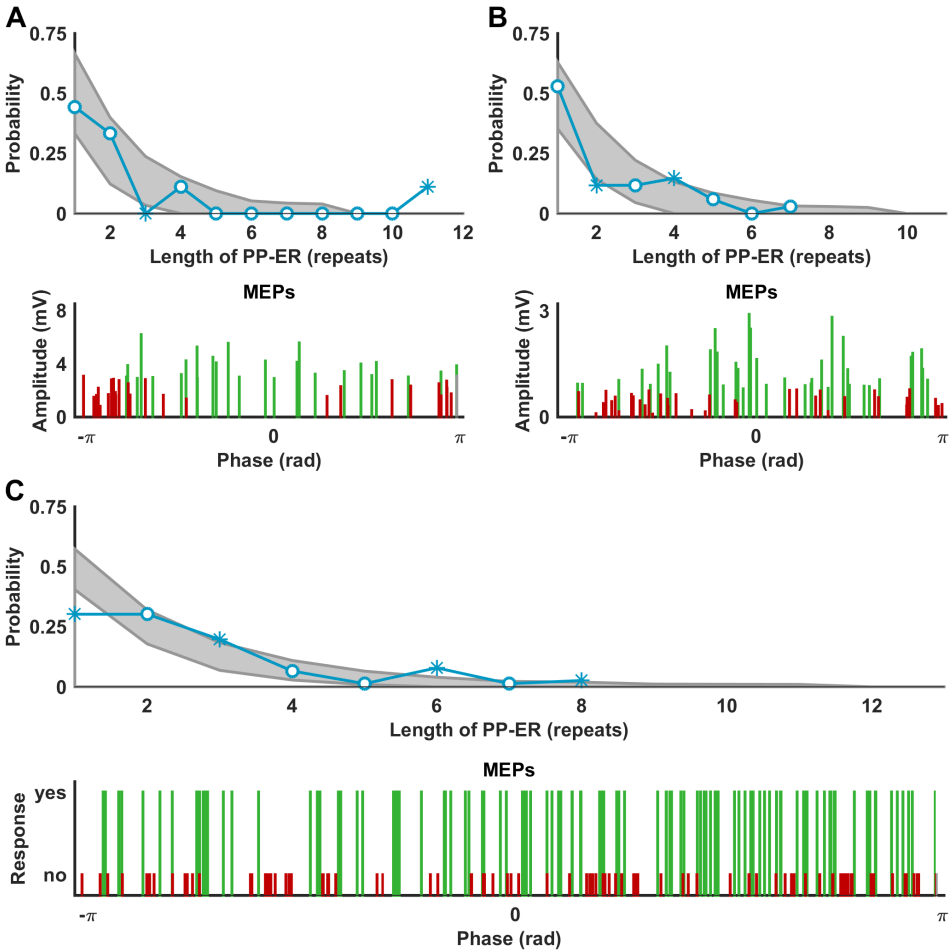 A
0.75
0.5
0.25
0
Probability
2 4 6 8 10 12
Length of PP-ER (repeats)
MEPs
8
4
0
Amplitude (mV)
-π 0 π
Phase (rad)
B
0.75
0.5
0.25
0
Probability
2 4 6 8 10
Length of PP-ER (repeats)
MEPs
3
0
Amplitude (mV)
-π 0 π
Phase (rad)
C
0.75
0.5
0.25
0
Probability
2 4 6 8 10 12
Length of PP-ER (repeats)
MEPs
yes
no
Response
-π 0 π
Phase (rad)